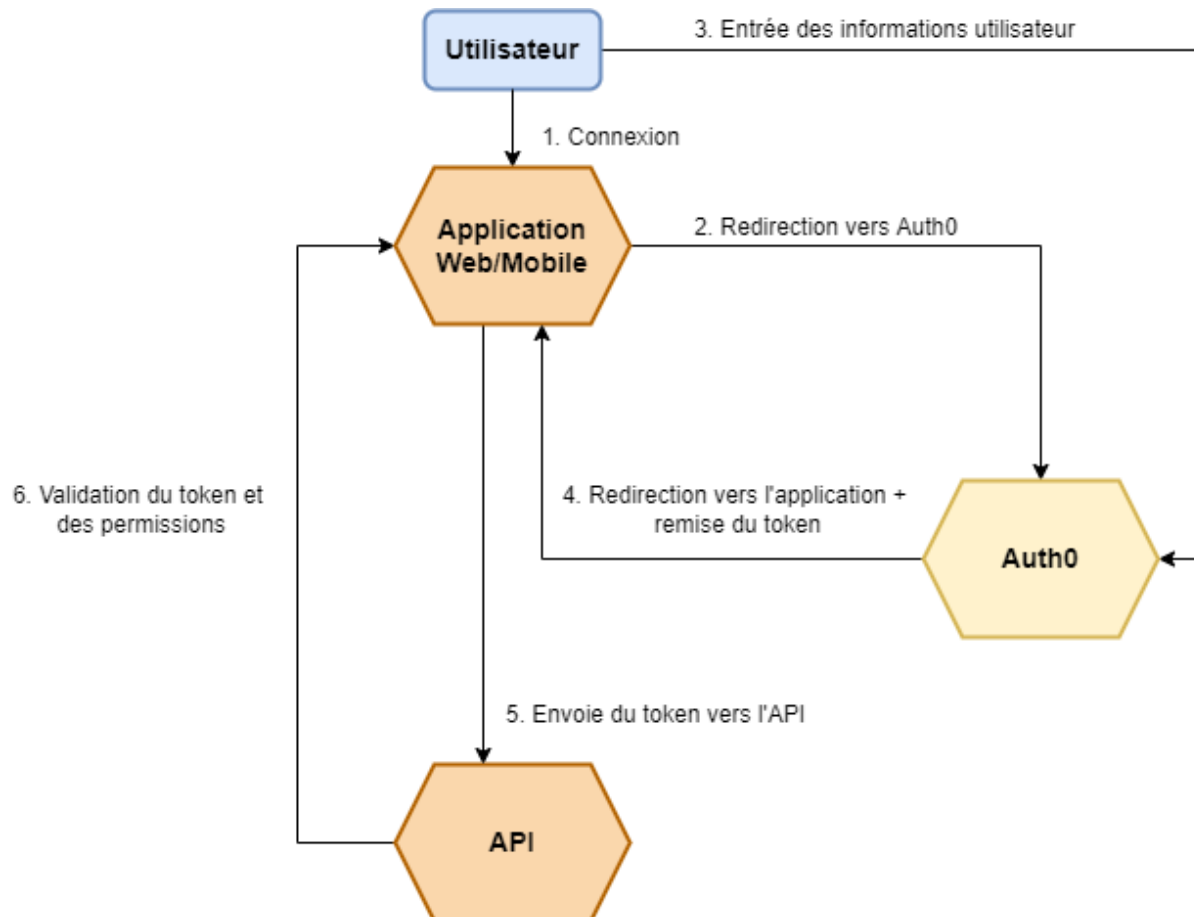 3. Entrée des informations utilisateur
Utilisateur
1. Connexion
Application
Web/Mobile
2. Redirection vers Auth0
6. Validation du token et
des permissions
4. Redirection vers l'application +
remise du token
Auth0
5. Envoie du token vers l'API
API